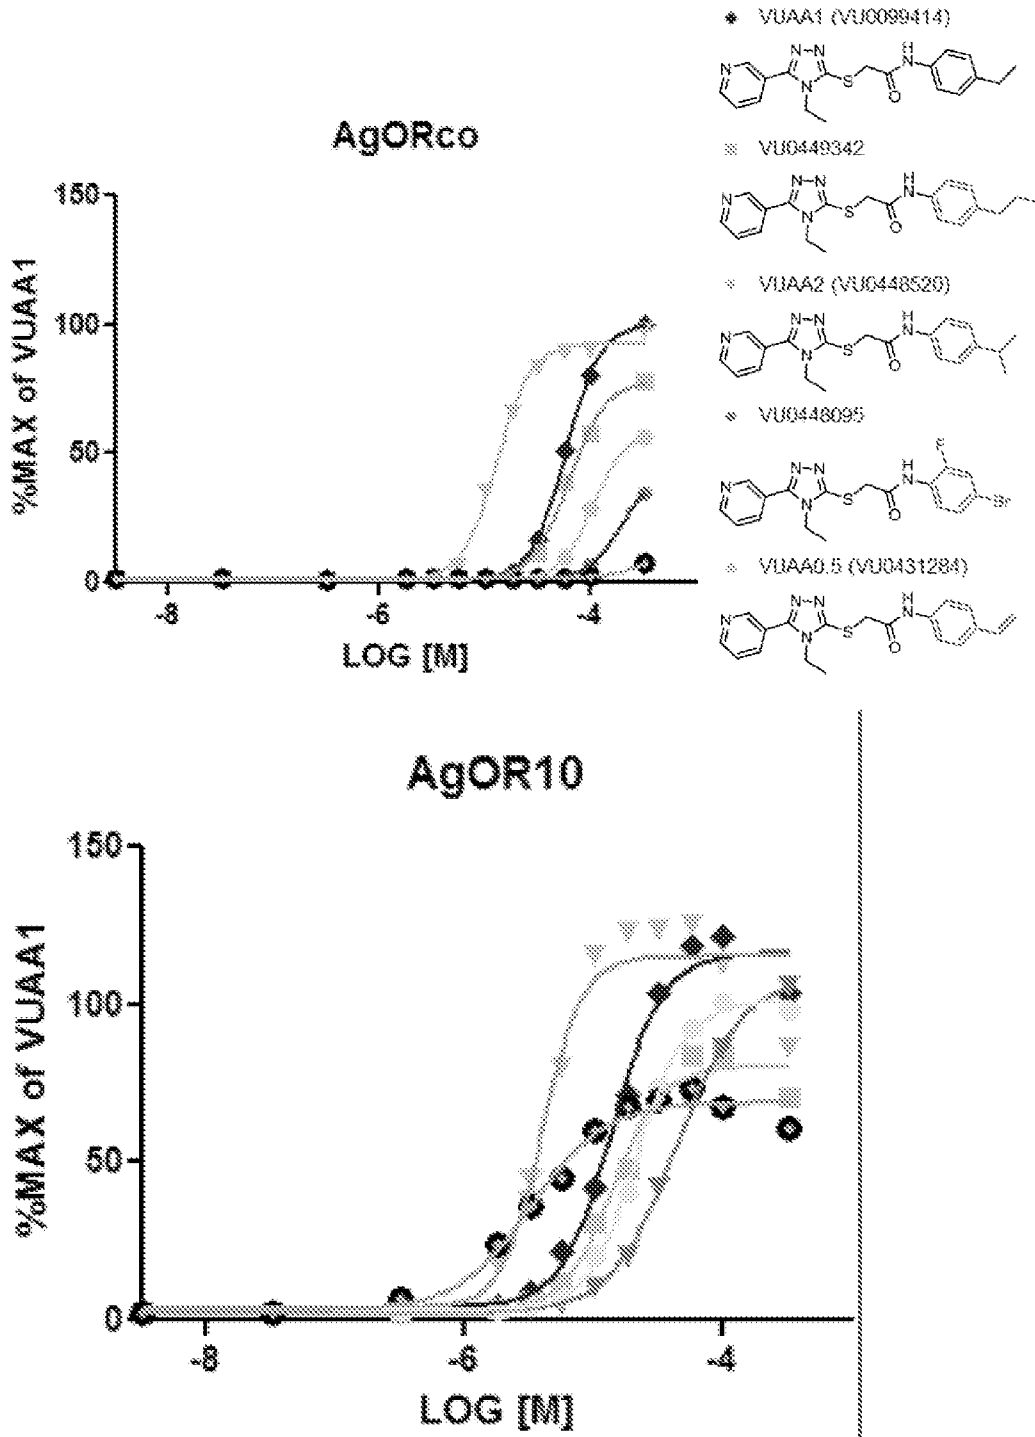 VUAA1 (VU0099414)
N-N
N
N
S
H
N
O
AgORco
VU0449342
N-N
N
N
S
H
N
O
VUAA2 (VU0448520)
N-N
N
N
S
H
N
O
VU0448095
N-N
N
N
S
H
N
O
F
Br
VUAA0.5 (VU0431284)
N-N
N
N
S
H
N
O
%MAX of VUAA1
150
100
50
0
-8
-6
-4
LOG [M]
AgOR10
%MAX of VUAA1
150
100
50
0
-8
-6
-4
LOG [M]